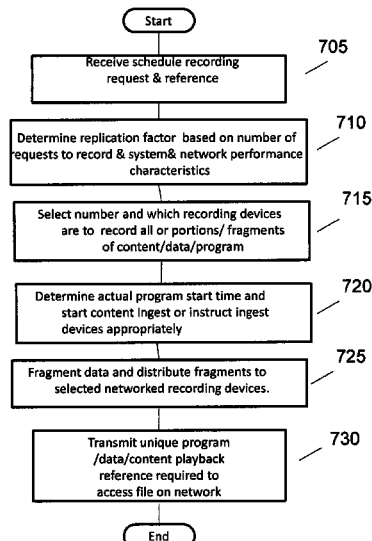 Start
705
Receive schedule recording
request & reference
710
Determine replication factor based on number of
requests to record & system& network performance
characteristics
715
Select number and which recording devices
are to record all or portions/ fragments
of content/data/program
720
Determine actual program start time and
start content Ingest or instruct ingest
devices appropriately
725
Fragment data and distribute fragments to
selected networked recording devices.
730
Transmit unique program
/data/content playback
reference required to
access file on network
End